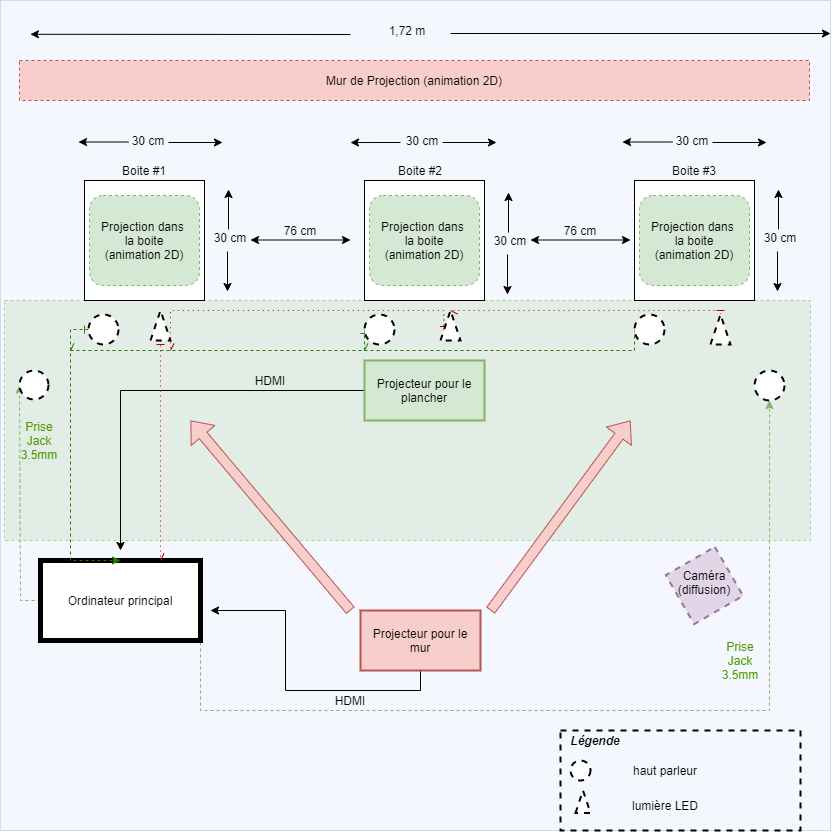 1,72 m
Mur de Projection (animation 2D)
30 cm
30 cm
30 cm
Boite #1
Boite #2
Boite #3
Projection dans
la boite
(animation 2D)
30 cm
76 cm
Projection dans
la boite
(animation 2D)
30 cm
76 cm
Projection dans
la boite
(animation 2D)
30 cm
HDMI
Projecteur pour le
plancher
Prise
Jack
3.5mm
Caméra
(diffusion)
Ordinateur principal
Projecteur pour le
mur
Prise
Jack
3.5mm
HDMI
Légende
haut parleur
lumière LED